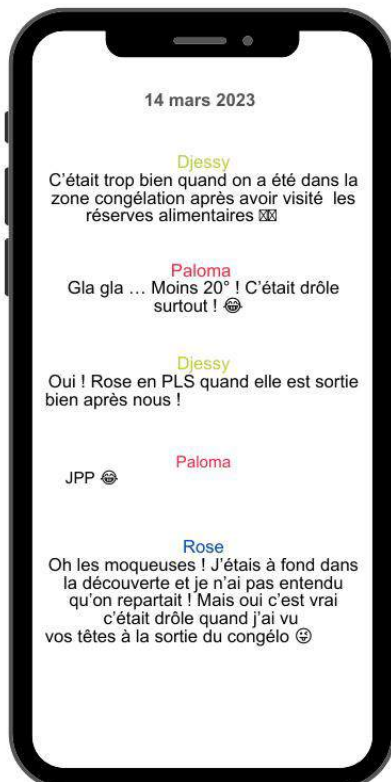 14 mars 2023
Djessy
C'était trop bien quand on a été dans la
zone congélation après avoir visité les
réserves alimentaires
Paloma
Gla gla … Moins 20° ! C'était drôle
surtout ! 😂
Djessy
Oui ! Rose en PLS quand elle est sortie
bien après nous !
Paloma
JPP 😂
Rose
Oh les moqueuses ! J'étais à fond dans
la découverte et je n'ai pas entendu
qu'on repartait ! Mais oui c'est vrai
c'était drôle quand j'ai vu
vos têtes à la sortie du congélo 😜